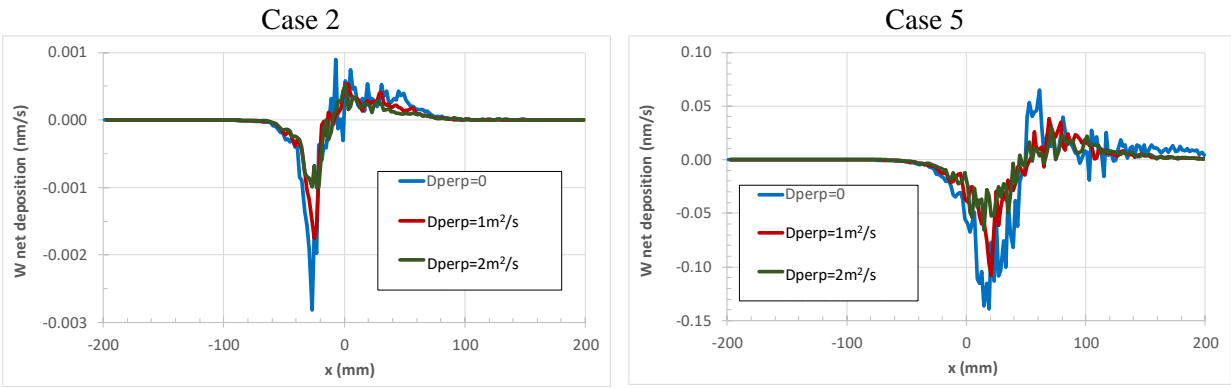 Case 2
0.001
0.000
-0.001
-0.002
-0.003
W net deposition (nm/s)
Dperp=0
Dperp=1m²/s
Dperp=2m²/s
-200
-100
0
100
200
x (mm)
Case 5
0.10
0.05
0.00
-0.05
-0.10
-0.15
W net deposition (nm/s)
Dperp=0
Dperp=1m²/s
Dperp=2m²/s
-200
-100
0
100
200
x (mm)